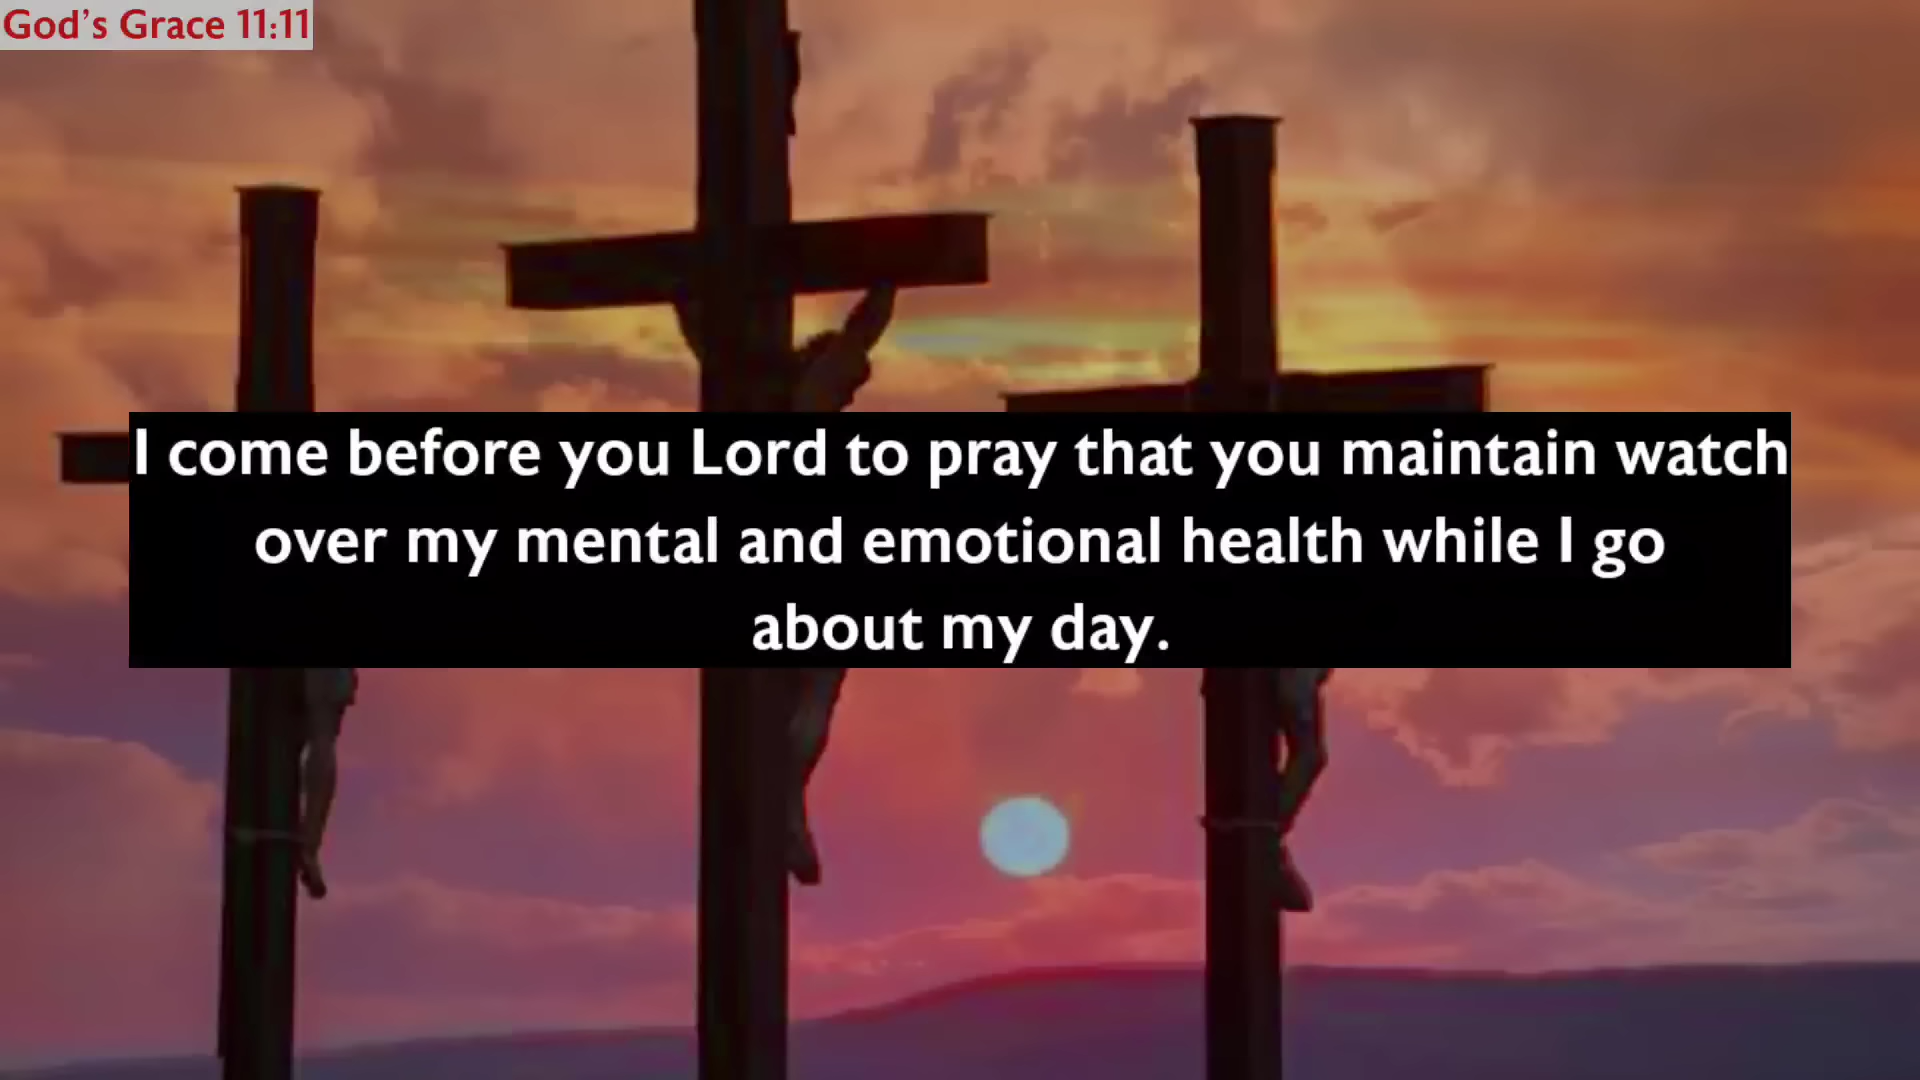 God's Grace 11:11
I come before you Lord to pray that you maintain watch
over my mental and emotional health while I go
about my day.